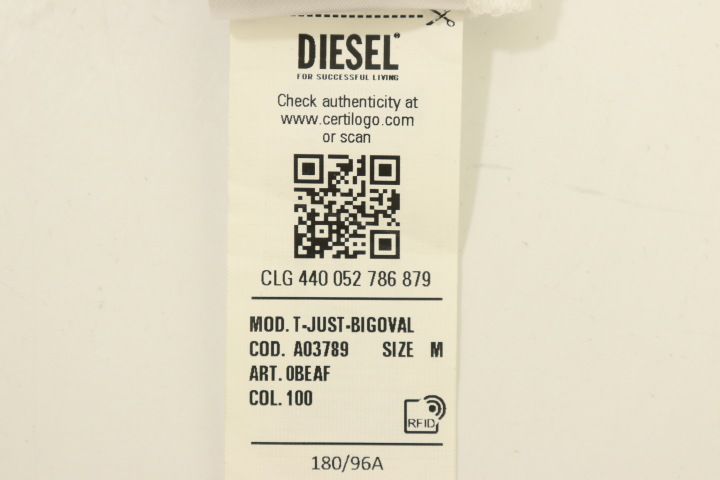 DIESEL®
FOR SUCCESSFUL LIVING
Check authenticity at
www.certilogo.com
or scan
CLG 440 052 786 879
MOD. T-JUST-BIGOVAL
COD. A03789 SIZE M
ART. 0BEAF
COL. 100
RFID
180/96A